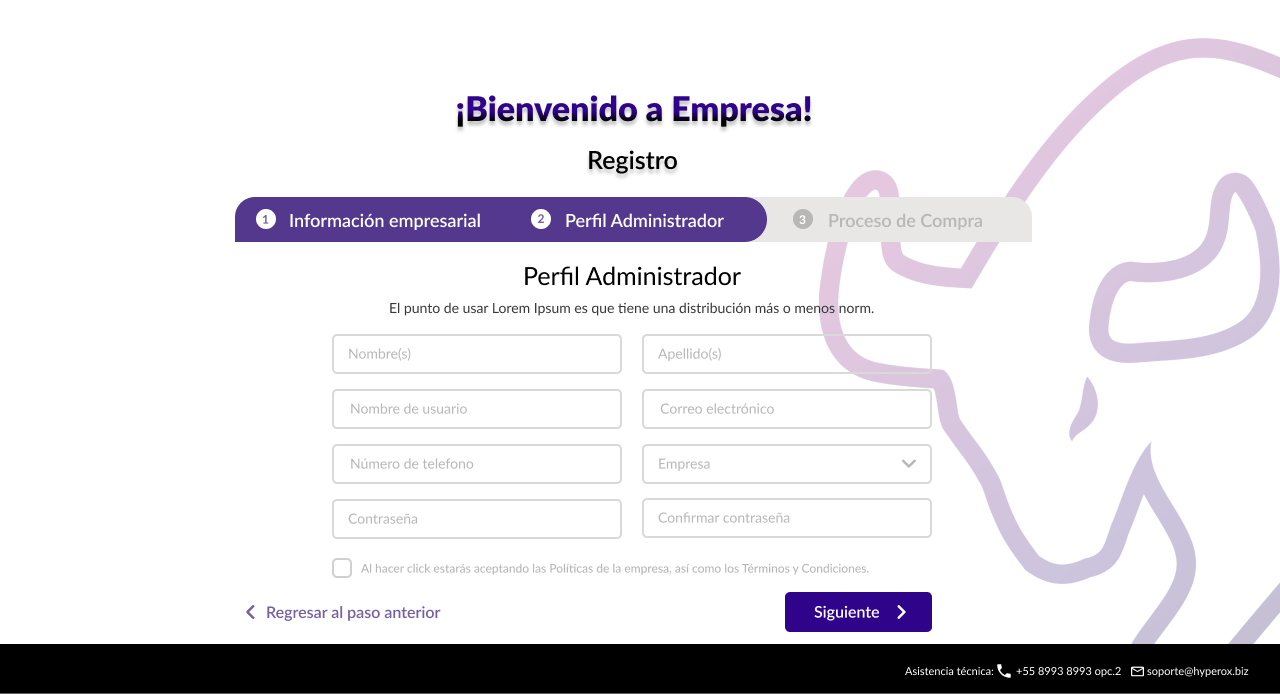 ¡Bienvenido a Empresa!
Registro
1 Información empresarial 2 Perfil Administrador 3 Proceso de Compra
Perfil Administrador
El punto de usar Lorem Ipsum es que tiene una distribución más o menos norm.
Nombre(s) Apellido(s)
Nombre de usuario Correo electrónico
Número de telefono Empresa
Contraseña Confirmar contraseña
Al hacer click estarás aceptando las Políticas de la empresa, así como los Términos y Condiciones.
Regresar al paso anterior Siguiente
Asistencia técnica: +55 8993 8993 opc.2 soporte@hyperox.biz